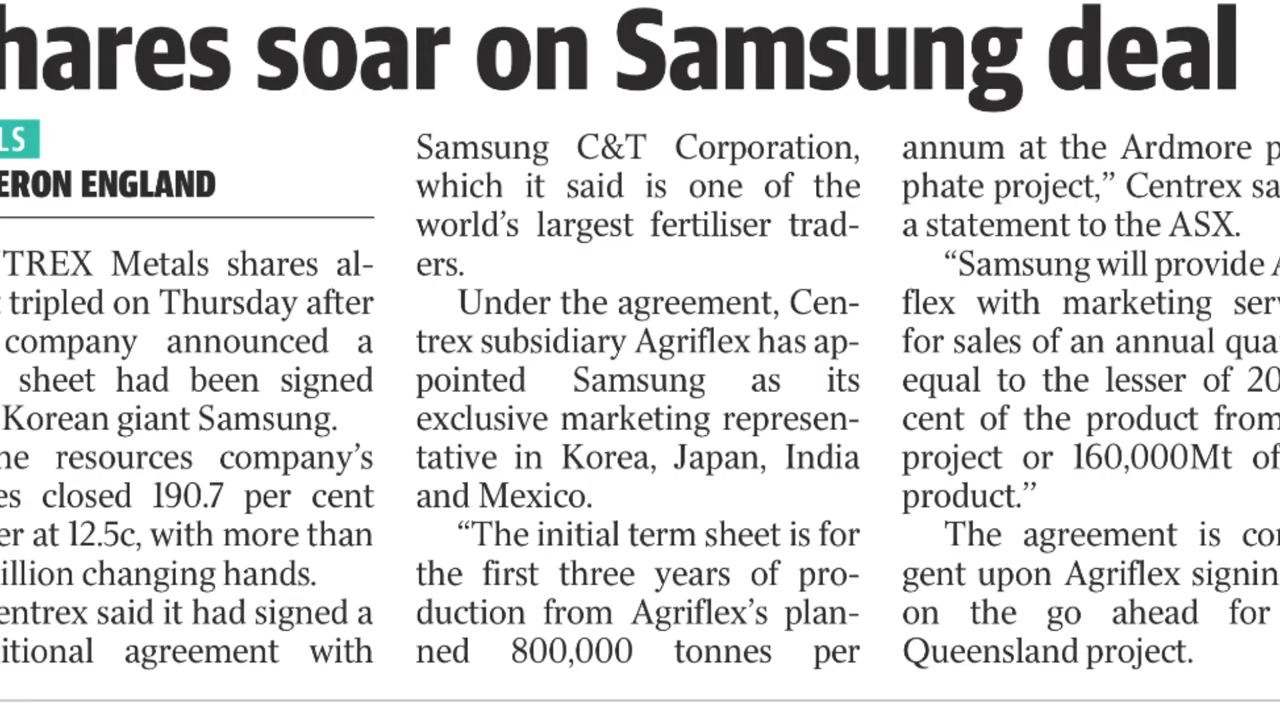 hares soar on Samsung deal
LS
ERON ENGLAND
TREX Metals shares al-
tripled on Thursday after
company announced a
sheet had been signed
Korean giant Samsung.
he resources company's
es closed 190.7 per cent
er at 12.5c, with more than
illion changing hands.
entrex said it had signed a
itional agreement with
Samsung C&T Corporation,
which it said is one of the
world's largest fertiliser trad-
ers.
Under the agreement, Cen-
trex subsidiary Agriflex has ap-
pointed Samsung as its
exclusive marketing represen-
tative in Korea, Japan, India
and Mexico.
“The initial term sheet is for
the first three years of pro-
duction from Agriflex’s plan-
ned 800,000 tonnes per
annum at the Ardmore p
phate project,” Centrex sa
a statement to the ASX.
“Samsung will provide A
flex with marketing serv
for sales of an annual qua
equal to the lesser of 20
cent of the product from
project or 160,000Mt of
product.”
The agreement is con
gent upon Agriflex signin
on the go ahead for
Queensland project.